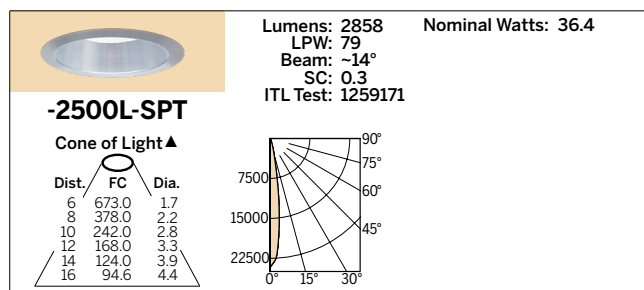 -2500L-SPT
Cone of Light▲
Dist. FC Dia.
6 673.0 1.7
8 378.0 2.2
10 242.0 2.8
12 168.0 3.3
14 124.0 3.9
16 94.6 4.4
Lumens: 2858
LPW: 79
Beam: ~14°
SC: 0.3
ITL Test: 1259171
Nominal Watts: 36.4
90°
75°
60°
45°
7500
15000
22500
0° 15° 30°